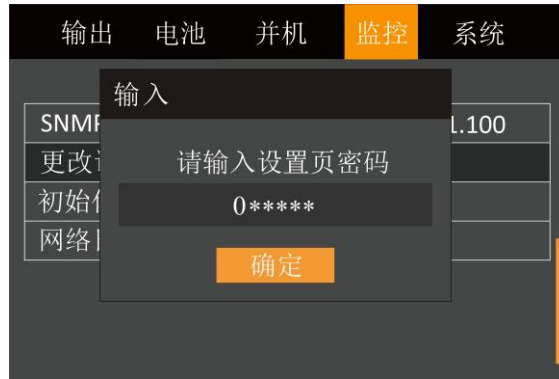 输出 电池 并机 监控 系统
输入
SNMP 1.100
更改
请输入设置页密码
初始化
0*****
网络
确定